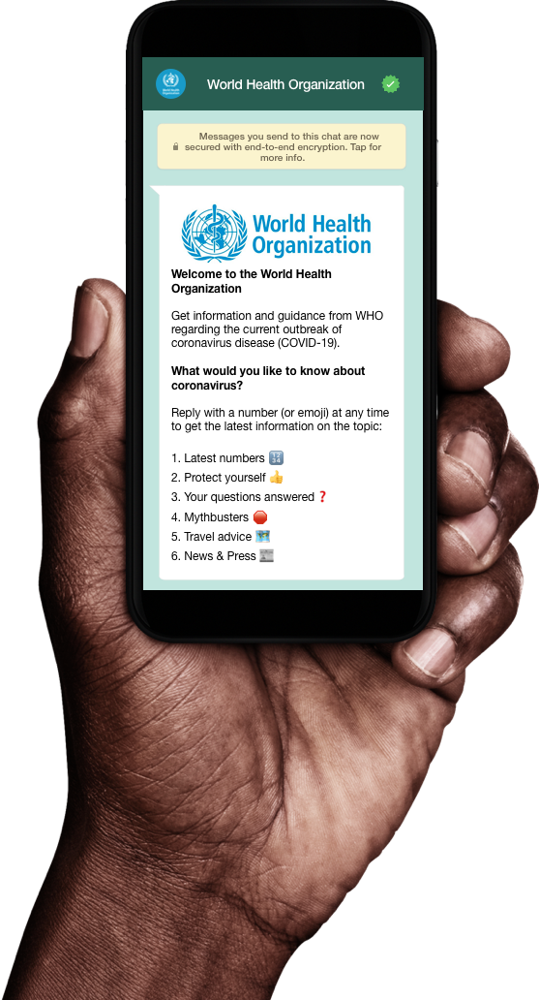 World Health Organization
Messages you send to this chat are now
secured with end-to-end encryption. Tap for
more info.
World Health
Organization
Welcome to the World Health
Organization
Get information and guidance from WHO
regarding the current outbreak of
coronavirus disease (COVID-19).
What would you like to know about
coronavirus?
Reply with a number (or emoji) at any time
to get the latest information on the topic:
1. Latest numbers 🔢
2. Protect yourself 👍
3. Your questions answered ❓
4. Mythbusters 🛑
5. Travel advice 🗺️
6. News & Press 📰